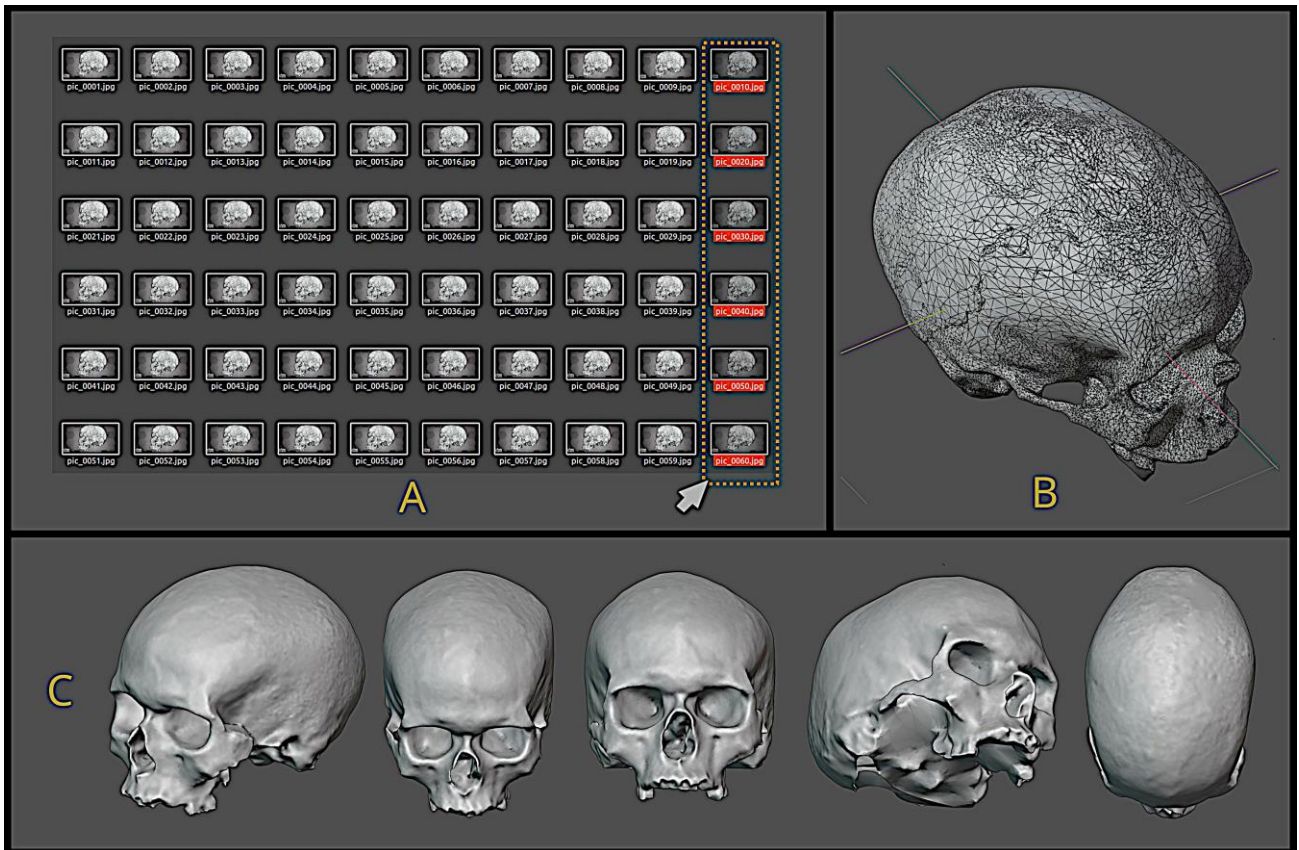 pic_0001.jpg pic_0002.jpg pic_0003.jpg pic_0004.jpg pic_0005.jpg pic_0006.jpg pic_0007.jpg pic_0008.jpg pic_0009.jpg pic_0010.jpg
pic_0011.jpg pic_0012.jpg pic_0013.jpg pic_0014.jpg pic_0015.jpg pic_0016.jpg pic_0017.jpg pic_0018.jpg pic_0019.jpg pic_0020.jpg
pic_0021.jpg pic_0022.jpg pic_0023.jpg pic_0024.jpg pic_0025.jpg pic_0026.jpg pic_0027.jpg pic_0028.jpg pic_0029.jpg pic_0030.jpg
pic_0031.jpg pic_0032.jpg pic_0033.jpg pic_0034.jpg pic_0035.jpg pic_0036.jpg pic_0037.jpg pic_0038.jpg pic_0039.jpg pic_0040.jpg
pic_0041.jpg pic_0042.jpg pic_0043.jpg pic_0044.jpg pic_0045.jpg pic_0046.jpg pic_0047.jpg pic_0048.jpg pic_0049.jpg pic_0050.jpg
pic_0051.jpg pic_0052.jpg pic_0053.jpg pic_0054.jpg pic_0055.jpg pic_0056.jpg pic_0057.jpg pic_0058.jpg pic_0059.jpg pic_0060.jpg
A
B
C